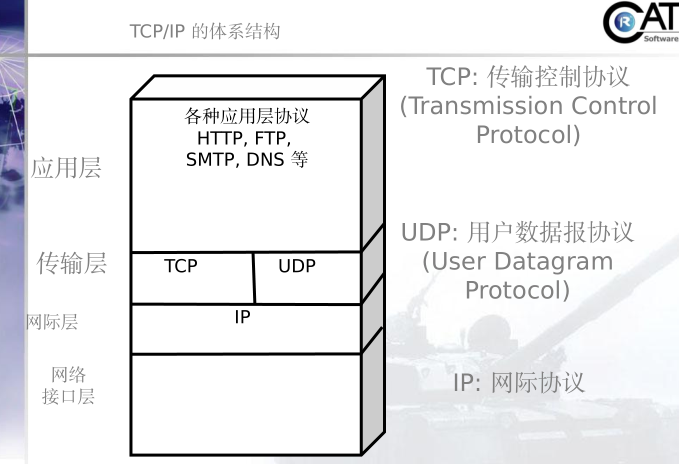 TCP/IP 的体系结构
CAT
R
Software
TCP: 传输控制协议
(Transmission Control
Protocol)
各种应用层协议
HTTP, FTP,
SMTP, DNS 等
应用层
UDP: 用户数据报协议
(User Datagram
Protocol)
传输层
TCP
UDP
网际层
IP
网络
接口层
IP: 网际协议